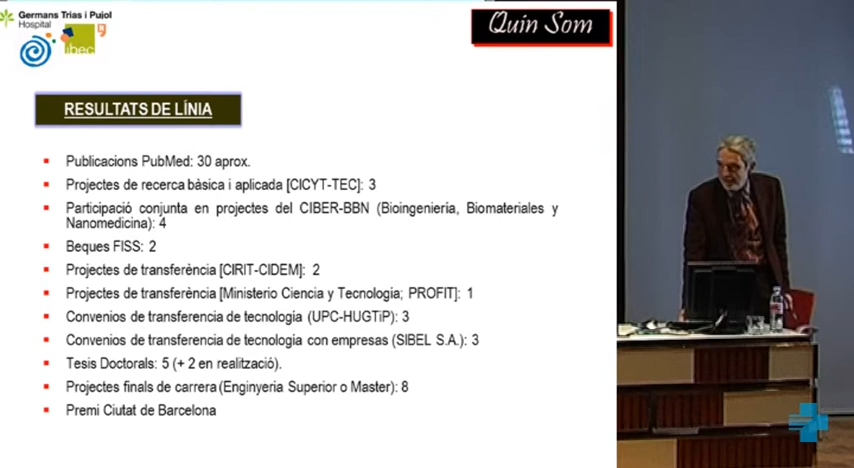 Germans Trias i Pujol
Hospital
ibec
Quin Som
RESULTATS DE LÍNIA
Publicacions PubMed: 30 aprox.
Projectes de recerca bàsica i aplicada [CICYT-TEC]: 3
Participació conjunta en projectes del CIBER-BBN (Bioingeniería, Biomateriales y
Nanomedicina): 4
Beques FISS: 2
Projectes de transferència [CIRIT-CIDEM]: 2
Projectes de transferència [Ministerio Ciencia y Tecnologia; PROFIT]: 1
Convenios de transferencia de tecnología (UPC-HUGTiP): 3
Convenios de transferencia de tecnología con empresas (SIBEL S.A.): 3
Tesis Doctorals: 5 (+ 2 en realització).
Projectes finals de carrera (Enginyeria Superior o Master): 8
Premi Ciutat de Barcelona